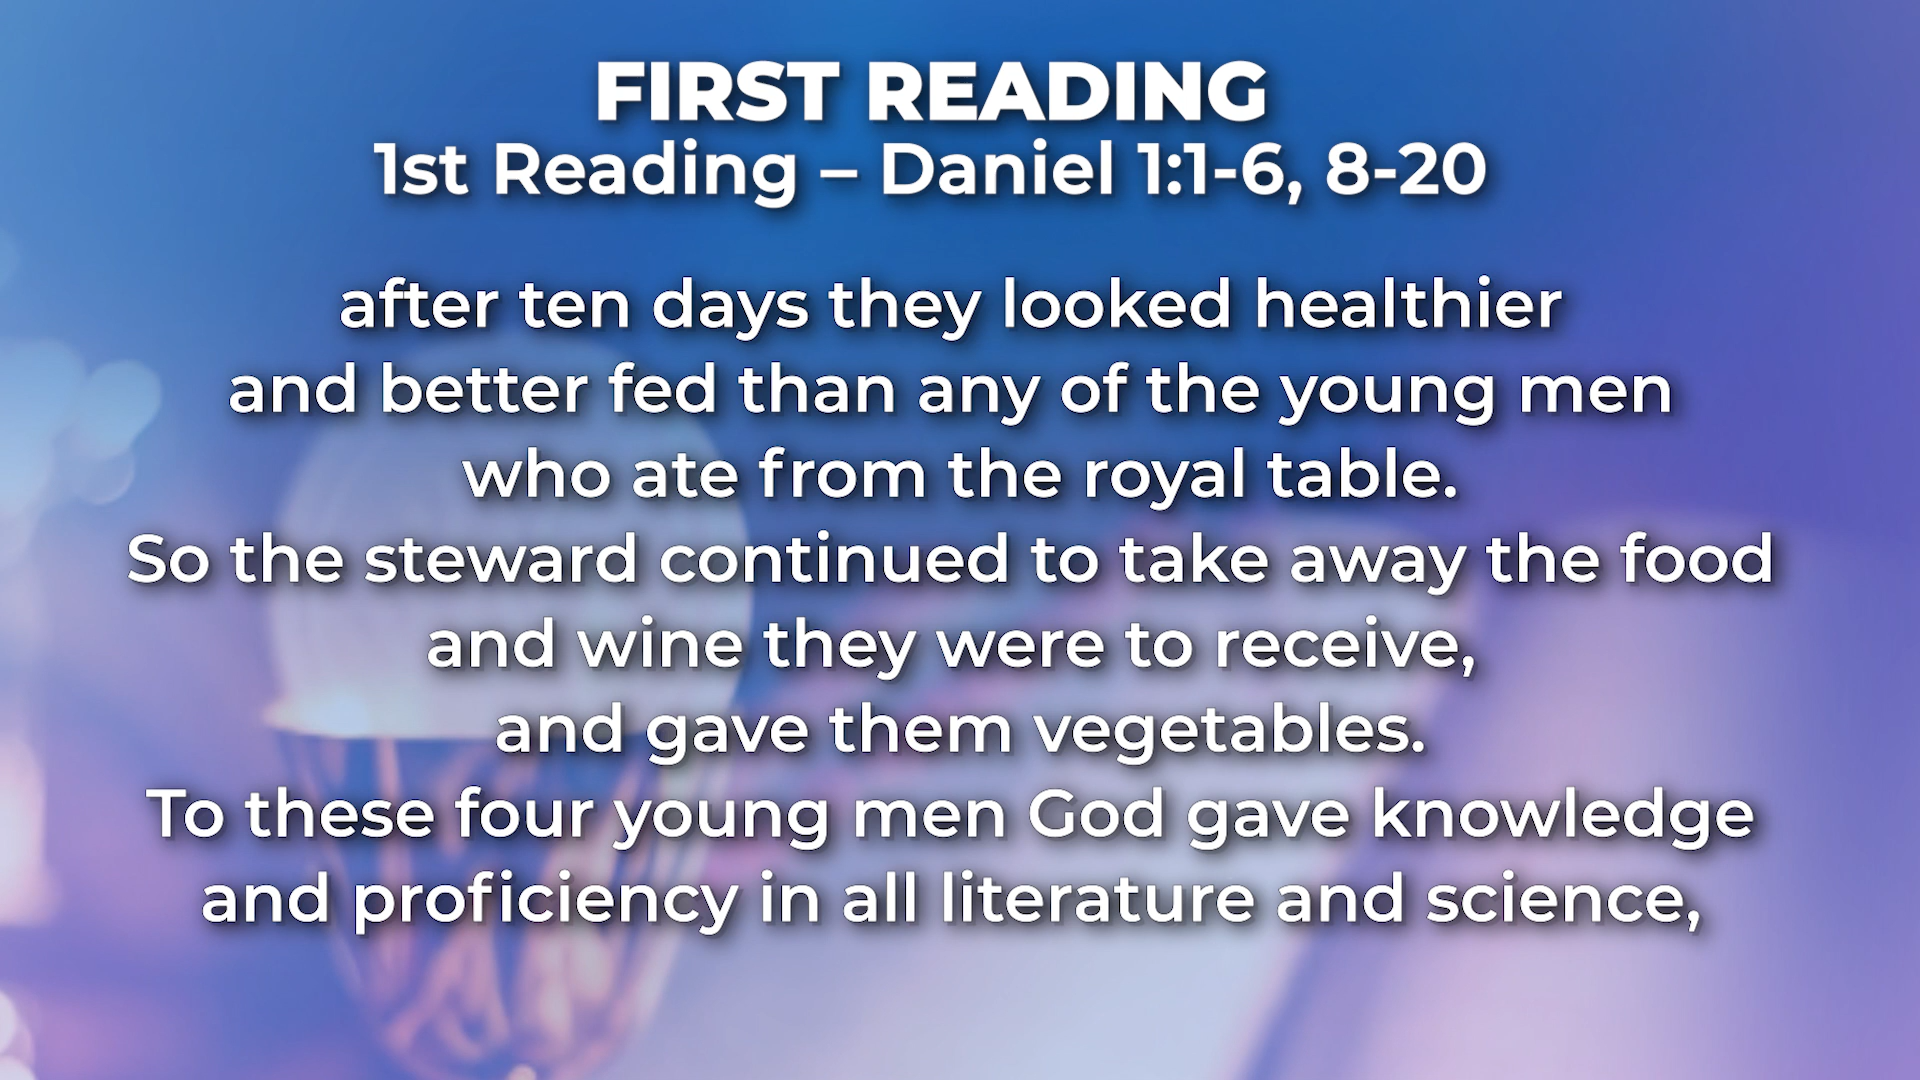 FIRST READING
1st Reading – Daniel 1:1-6, 8-20
after ten days they looked healthier
and better fed than any of the young men
who ate from the royal table.
So the steward continued to take away the food
and wine they were to receive,
and gave them vegetables.
To these four young men God gave knowledge
and proficiency in all literature and science,